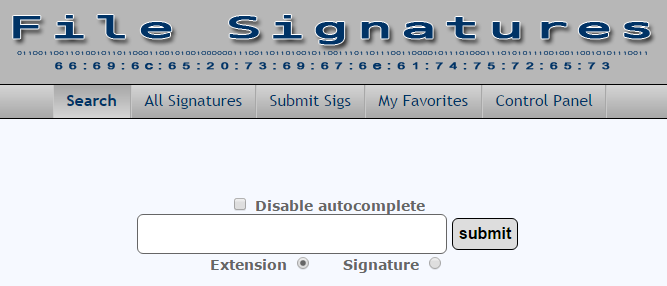 File Signatures
66:69:6c:65:20:73:69:67:6e:61:74:75:72:65:73
Search All Signatures Submit Sigs My Favorites Control Panel
Disable autocomplete
submit
Extension Signature